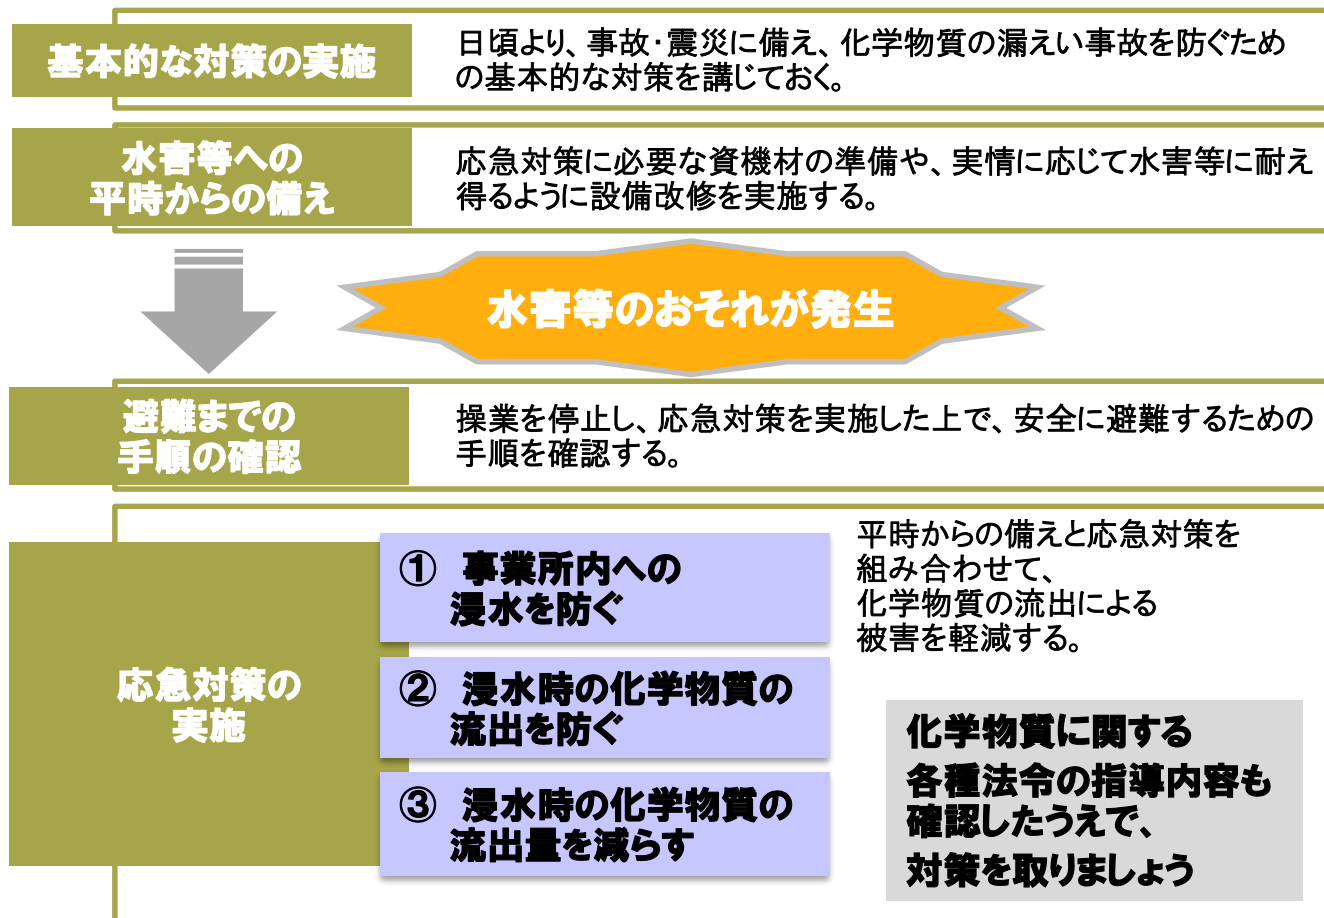 基本的な対策の実施
日頃より、事故・震災に備え、化学物質の漏えい事故を防ぐため
の基本的な対策を講じておく。
水害等への
平時からの備え
応急対策に必要な資機材の準備や、実情に応じて水害等に耐え
得るように設備改修を実施する。
水害等のおそれが発生
避難までの
手順の確認
操業を停止し、応急対策を実施した上で、安全に避難するための
手順を確認する。
応急対策の
実施
① 事業所内への
浸水を防ぐ
② 浸水時の化学物質の
流出を防ぐ
③ 浸水時の化学物質の
流出量を減らす
平時からの備えと応急対策を
組み合わせて、
化学物質の流出による
被害を軽減する。
化学物質に関する
各種法令の指導内容も
確認したうえで、
対策を取りましょう